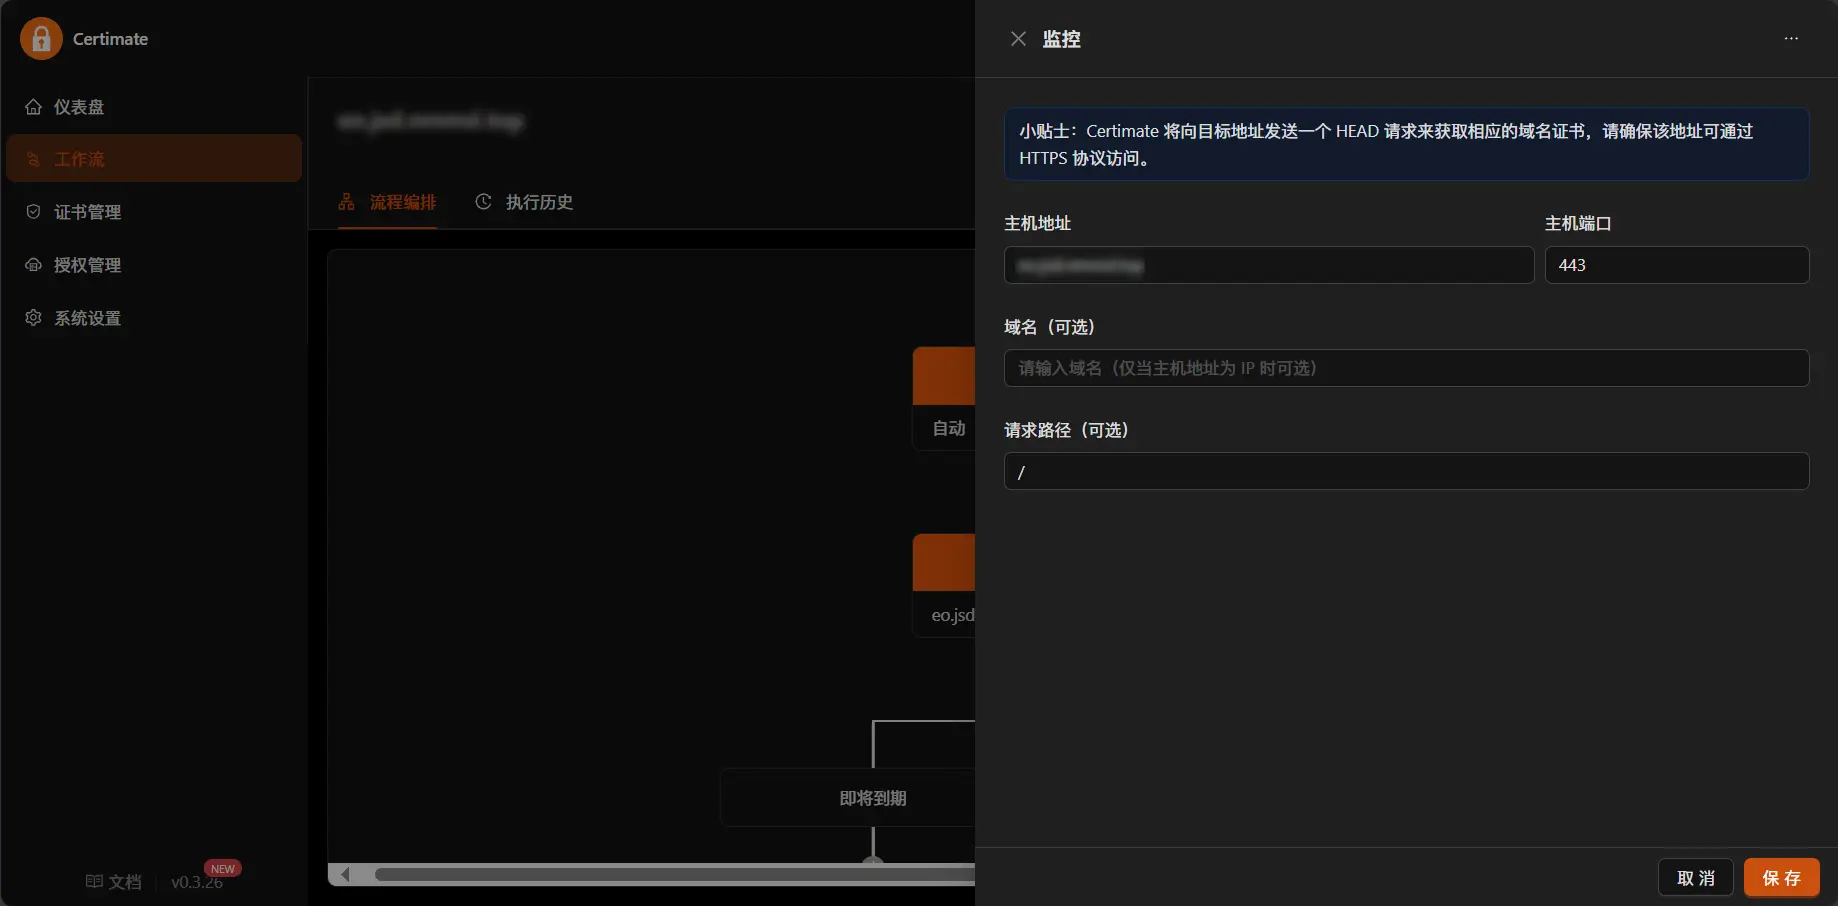 Certimate
仪表盘
工作流
证书管理
授权管理
系统设置
文档
v0.3.26
NEW
流程编排
执行历史
自动
eo.jsd
即将到期
监控
小贴士：Certimate 将向目标地址发送一个 HEAD 请求来获取相应的域名证书，请确保该地址可通过
HTTPS 协议访问。
主机地址
主机端口
443
域名（可选）
请输入域名（仅当主机地址为 IP 时可选）
请求路径（可选）
/
取 消
保 存